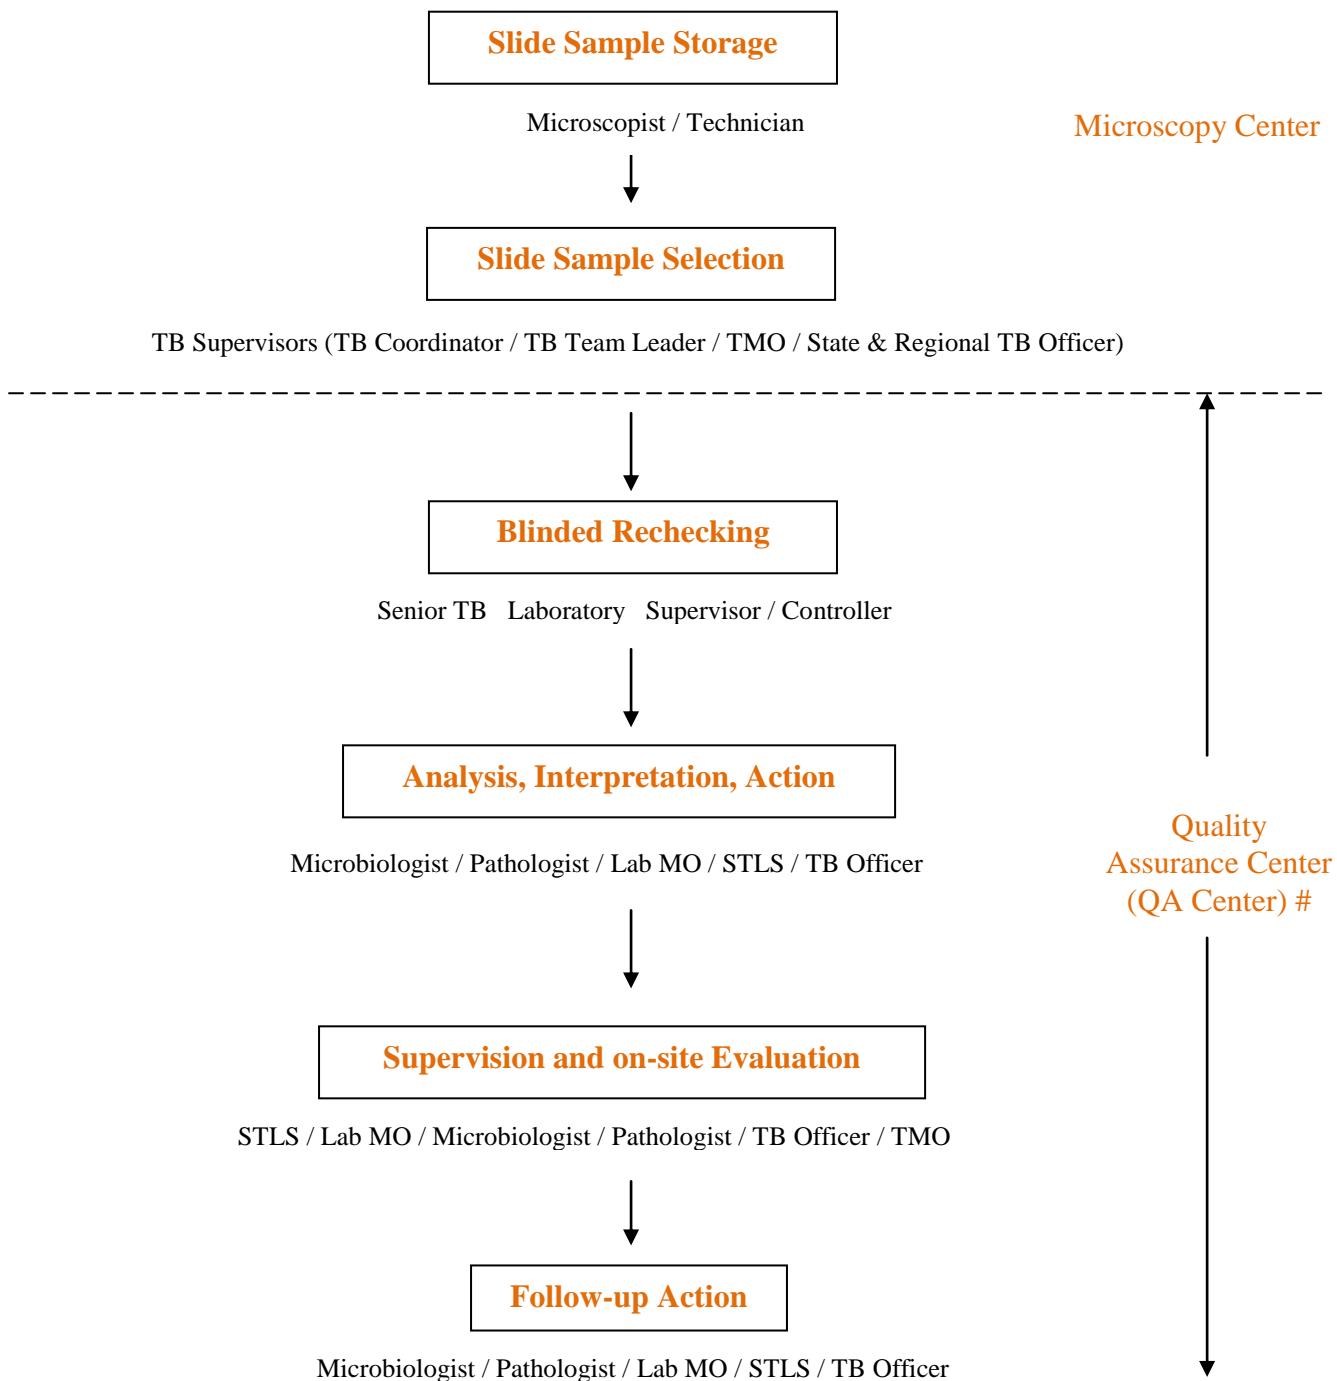 Slide Sample Storage
Microscopist / Technician
Microscopy Center
Slide Sample Selection
TB Supervisors (TB Coordinator / TB Team Leader / TMO / State & Regional TB Officer)
Blinded Rechecking
Senior TB Laboratory Supervisor / Controller
Analysis, Interpretation, Action
Microbiologist / Pathologist / Lab MO / STLS / TB Officer
Quality
Assurance Center
(QA Center) #
Supervision and on-site Evaluation
STLS / Lab MO / Microbiologist / Pathologist / TB Officer / TMO
Follow-up Action
Microbiologist / Pathologist / Lab MO / STLS / TB Officer